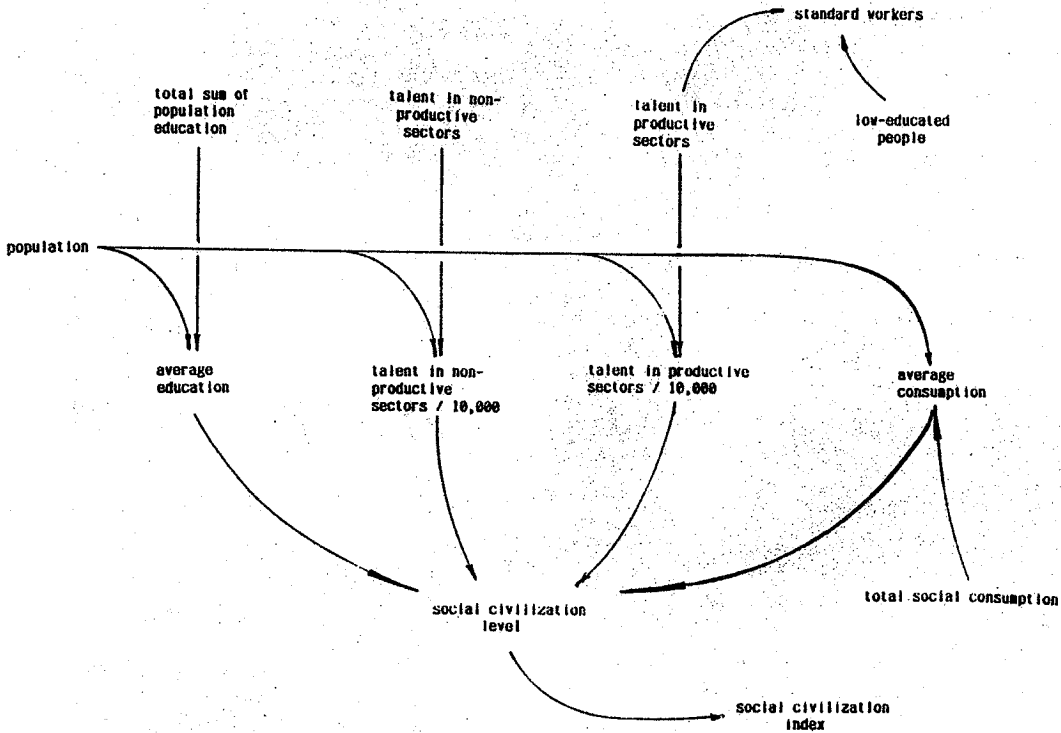 standard workers
total sum of
population
education
talent in non-
productive
sectors
talent in
productive
sectors
low-educated
people
population
average
education
talent in non-
productive
sectors / 10,000
talent in productive
sectors / 10,000
average
consumption
social civilization
level
total social consumption
social civilization
index